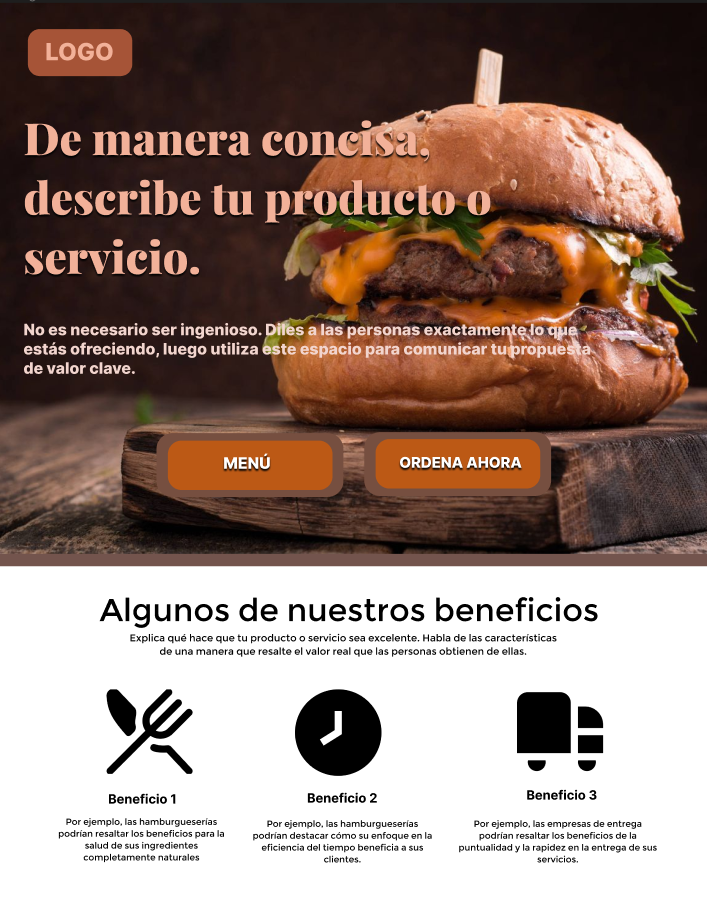 LOGO
De manera concisa,
describe tu producto o
servicio.
No es necesario ser ingenioso. Diles a las personas exactamente lo que
estás ofreciendo, luego utiliza este espacio para comunicar tu propuesta
de valor clave.
MENÚ
ORDENA AHORA
Algunos de nuestros beneficios
Explica qué hace que tu producto o servicio sea excelente. Habla de las características
de una manera que resalte el valor real que las personas obtienen de ellas.
Beneficio 1
Por ejemplo, las hamburgueserías
podrían resaltar los beneficios para la
salud de sus ingredientes
completamente naturales
Beneficio 2
Por ejemplo, las hamburgueserías
podrían destacar cómo su enfoque en la
eficiencia del tiempo beneficia a sus
clientes.
Beneficio 3
Por ejemplo, las empresas de entrega
podrían resaltar los beneficios de la
puntualidad y la rapidez en la entrega de sus
servicios.